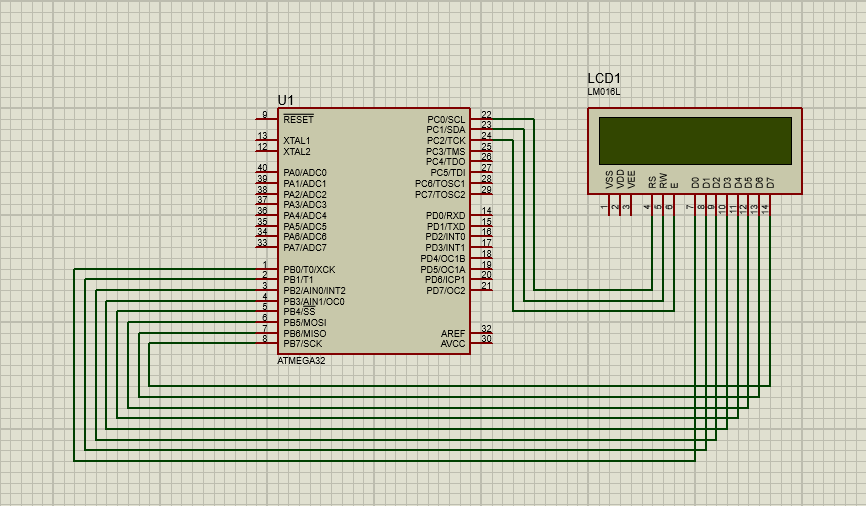 U1
9 RESET
13 XTAL1
12 XTAL2
40 PA0/ADC0
39 PA1/ADC1
38 PA2/ADC2
37 PA3/ADC3
36 PA4/ADC4
35 PA5/ADC5
34 PA6/ADC6
33 PA7/ADC7
1 PB0/T0/XCK
2 PB1/T1
3 PB2/AIN0/INT2
4 PB3/AIN1/OC0
5 PB4/SS
6 PB5/MOSI
7 PB6/MISO
8 PB7/SCK
PC0/SCL 22
PC1/SDA 23
PC2/TCK 24
PC3/TMS 25
PC4/TDO 26
PC5/TDI 27
PC6/TOSC1 28
PC7/TOSC2 29
PD0/RXD 14
PD1/TXD 15
PD2/INT0 16
PD3/INT1 17
PD4/OC1B 18
PD5/OC1A 19
PD6/ICP1 20
PD7/OC2 21
AREF 32
AVCC 30
ATMEGA32
LCD1
LM016L
VSS 1
VDD 2
VEE 3
RS 4
RW 5
E 6
D0 7
D1 8
D2 9
D3 10
D4 11
D5 12
D6 13
D7 14